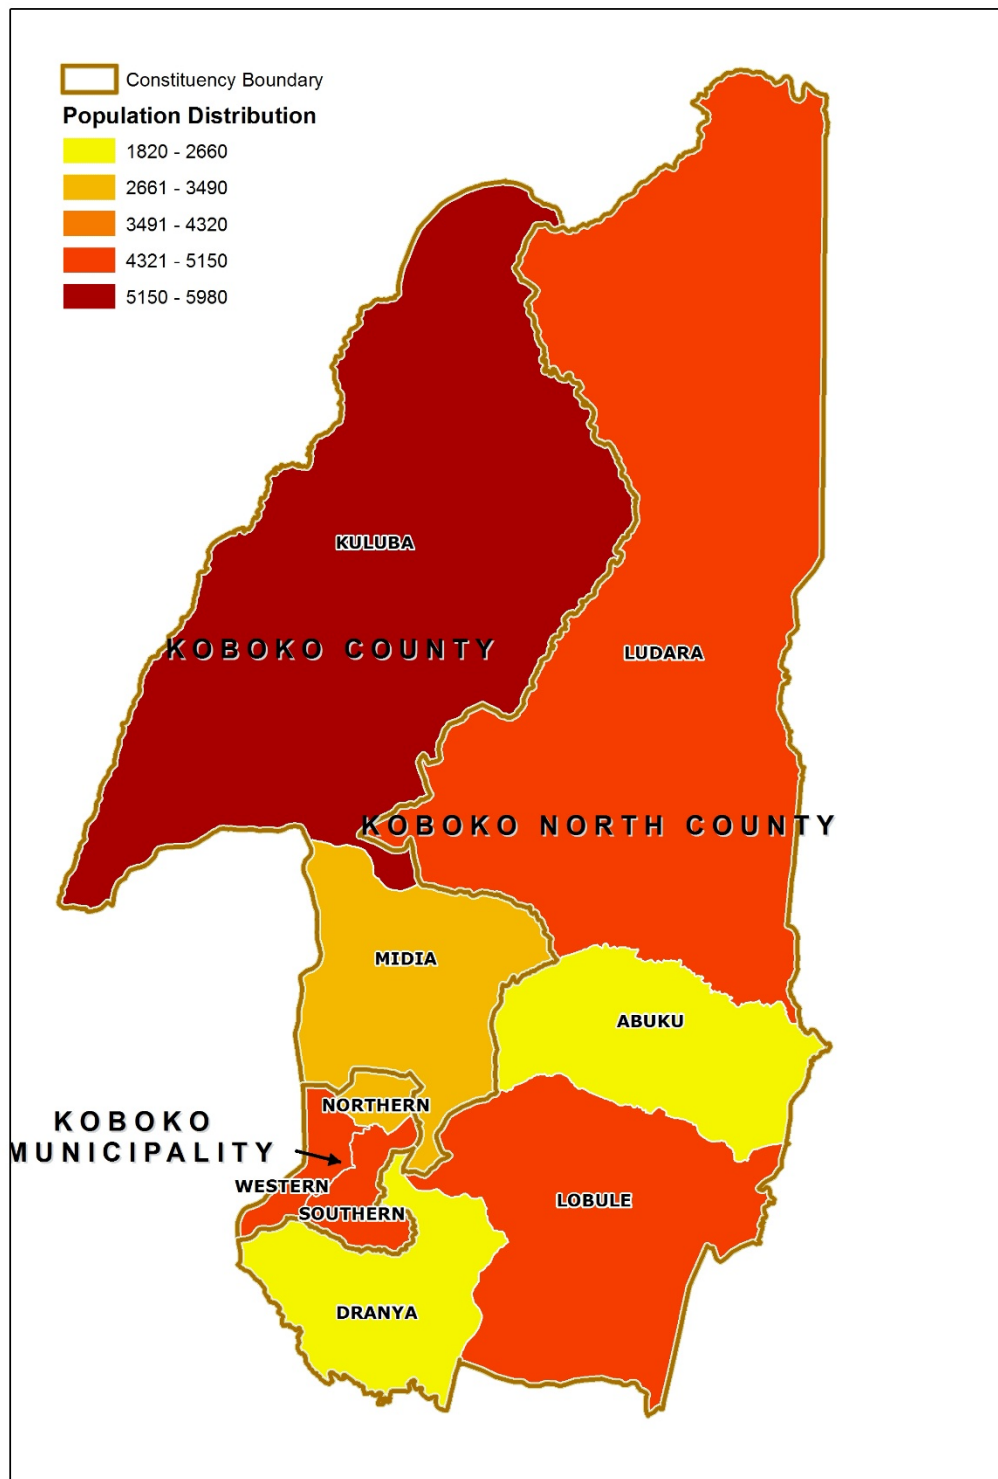 Constituency Boundary
Population Distribution
1820 - 2660
2661 - 3490
3491 - 4320
4321 - 5150
5150 - 5980
KULUBA
KOBOKO COUNTY
LUDARA
KOBOKO NORTH COUNTY
MIDIA
ABUKU
NORTHERN
KOBOKO
MUNICIPALITY
WESTERN
SOUTHERN
LOBULE
DRANYA